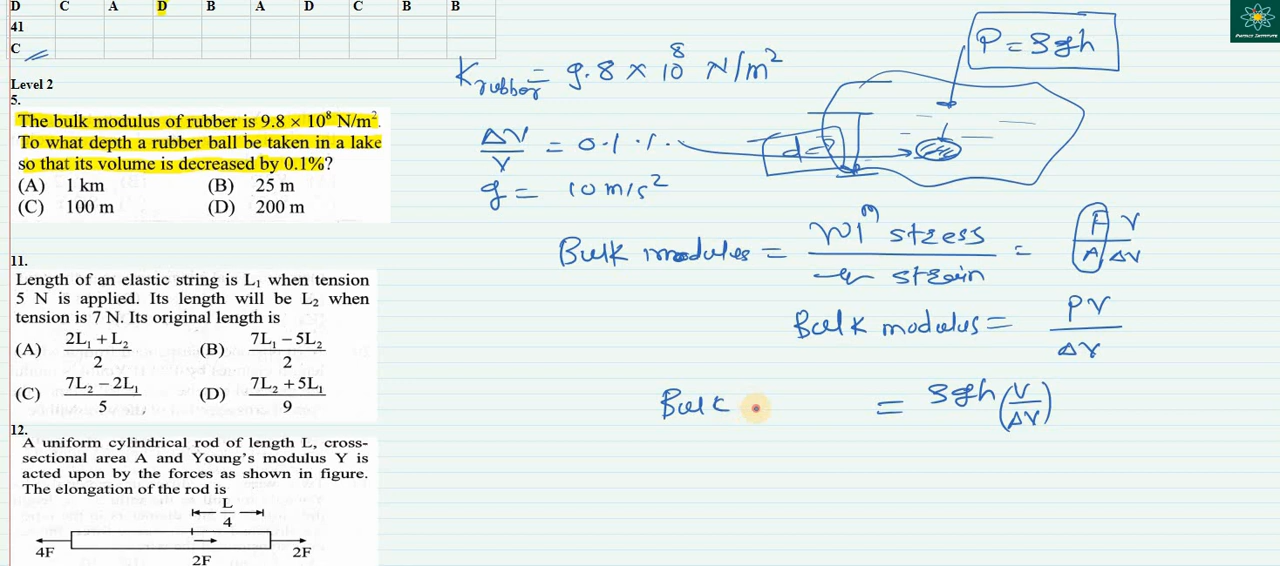 D C A D B A D C B B
41
C
Level 2
5.
The bulk modulus of rubber is 9.8 × 10⁸ N/m².
To what depth a rubber ball be taken in a lake
so that its volume is decreased by 0.1%?
(A) 1 km (B) 25 m
(C) 100 m (D) 200 m
11.
Length of an elastic string is L₁ when tension
5 N is applied. Its length will be L₂ when
tension is 7 N. Its original length is
(A) (2L₁ + L₂)/2 (B) (7L₁ − 5L₂)/2
(C) (7L₂ − 2L₁)/5 (D) (7L₂ + 5L₁)/9
12.
A uniform cylindrical rod of length L, cross-
sectional area A and Young's modulus Y is
acted upon by the forces as shown in figure.
The elongation of the rod is
L/4
4F 2F 2F
K rubber = 9.8 × 10⁸ N/m²
P = ρgh
ΔV/V = 0.1 %.
d = ?
g = 10 m/s²
Bulk modules = stress / strain = F V / A ΔV
Bulk modulus = PV/ΔV
Bulk = ρgh (V/ΔV)